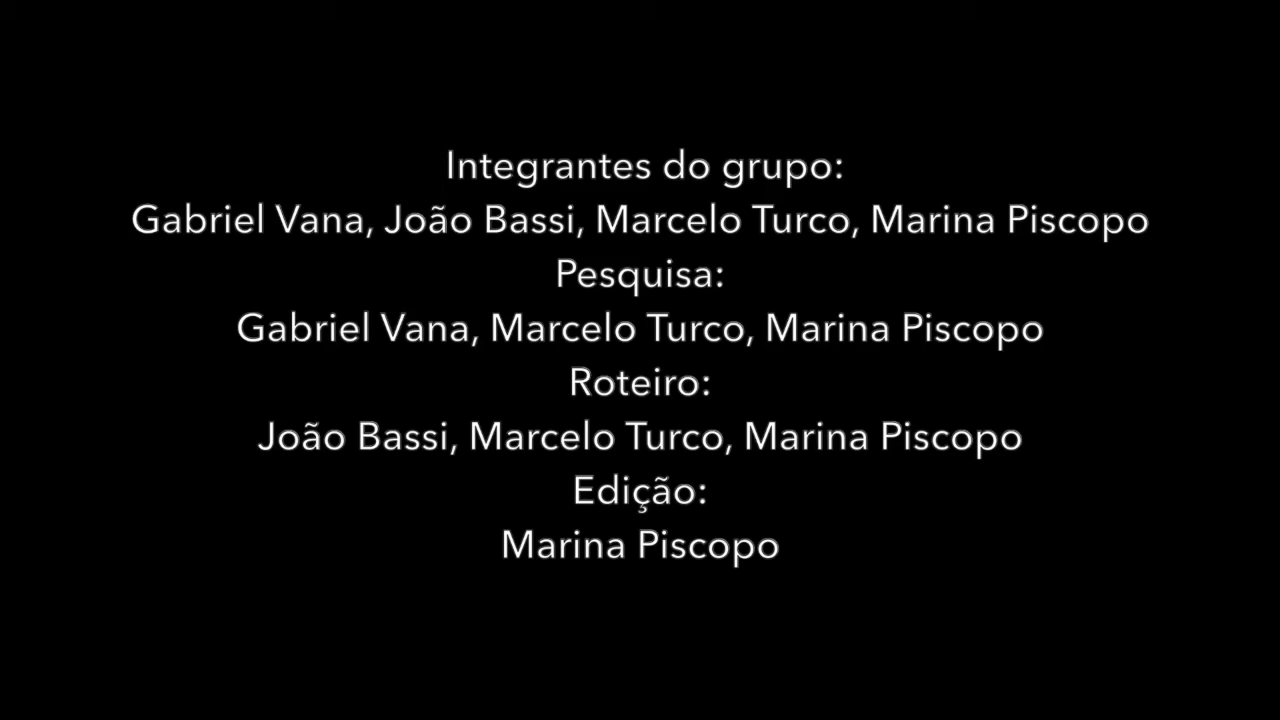 Integrantes do grupo:
Gabriel Vana, João Bassi, Marcelo Turco, Marina Piscopo
Pesquisa:
Gabriel Vana, Marcelo Turco, Marina Piscopo
Roteiro:
João Bassi, Marcelo Turco, Marina Piscopo
Edição:
Marina Piscopo